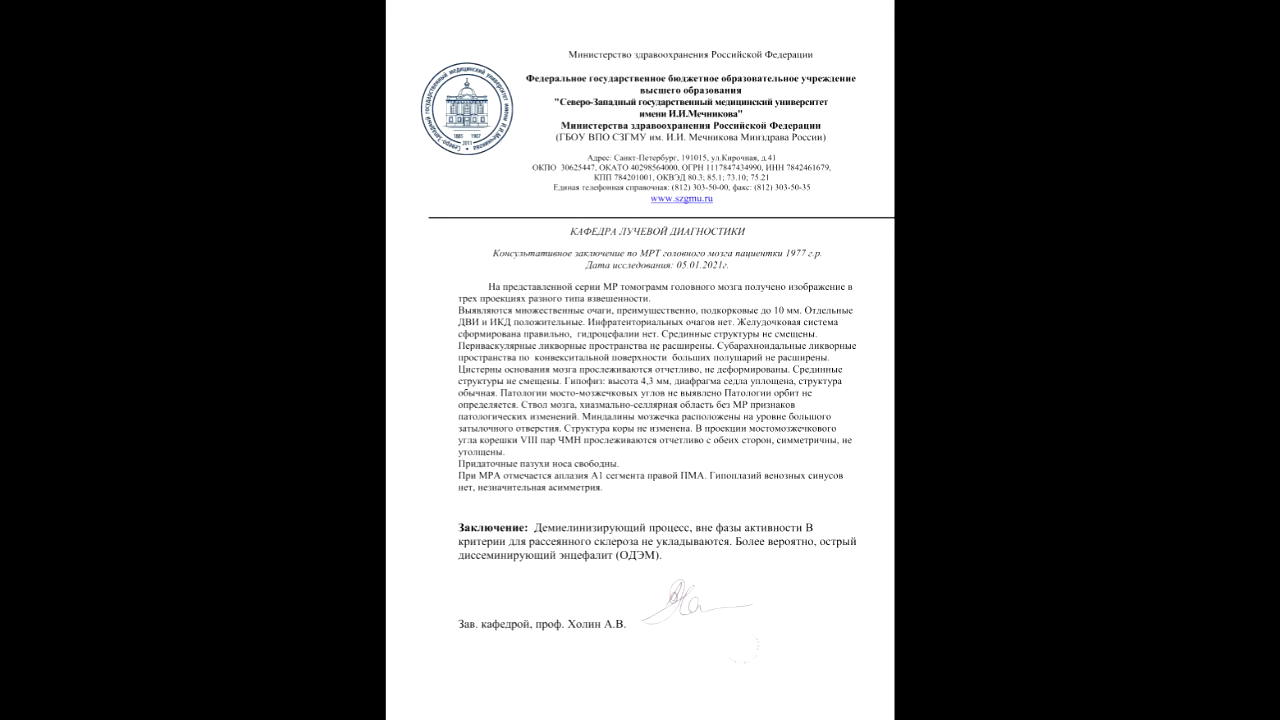 Министерство здравоохранения Российской Федерации
Федеральное государственное бюджетное образовательное учреждение
высшего образования
"Северо-Западный государственный медицинский университет
имени И.И.Мечникова"
Министерства здравоохранения Российской Федерации
(ГБОУ ВПО СЗГМУ им. И.И. Мечникова Минздрава России)
Северо-Западный государственный медицинский университет имени И.И.Мечникова
1885 1907
2011
Адрес: Санкт-Петербург, 191015, ул.Кирочная, д.41
ОКПО 30625447, ОКАТО 40298564000, ОГРН 1117847434990, ИНН 7842461679,
КПП 784201001, ОКВЭД 80.3; 85.1; 73.10; 75.21
Единая телефонная справочная: (812) 303-50-00, факс: (812) 303-50-35
www.szgmu.ru
КАФЕДРА ЛУЧЕВОЙ ДИАГНОСТИКИ
Консультативное заключение по МРТ головного мозга пациентки 1977 г.р.
Дата исследования: 05.01.2021г.
На представленной серии МР томограмм головного мозга получено изображение в
трех проекциях разного типа взвешенности.
Выявляются множественные очаги, преимущественно, подкорковые до 10 мм. Отдельные
ДВИ и ИКД положительные. Инфратенториальных очагов нет. Желудочковая система
сформирована правильно, гидроцефалии нет. Срединные структуры не смещены.
Периваскулярные ликворные пространства не расширены. Субарахноидальные ликворные
пространства по конвекситальной поверхности больших полушарий не расширены.
Цистерны основания мозга прослеживаются отчетливо, не деформированы. Срединные
структуры не смещены. Гипофиз: высота 4,3 мм, диафрагма седла уплощена, структура
обычная. Патологии мосто-мозжечковых углов не выявлено Патологии орбит не
определяется. Ствол мозга, хиазмально-селлярная область без МР признаков
патологических изменений. Миндалины мозжечка расположены на уровне большого
затылочного отверстия. Структура коры не изменена. В проекции мостомозжечкового
угла корешки VIII пар ЧМН прослеживаются отчетливо с обеих сторон, симметричны, не
утолщены.
Придаточные пазухи носа свободны.
При МРА отмечается аплазия А1 сегмента правой ПМА. Гипоплазий венозных синусов
нет, незначительная асимметрия.
Заключение: Демиелинизирующий процесс, вне фазы активности В
критерии для рассеянного склероза не укладываются. Более вероятно, острый
диссеминирующий энцефалит (ОДЭМ).
Зав. кафедрой, проф. Холин А.В.